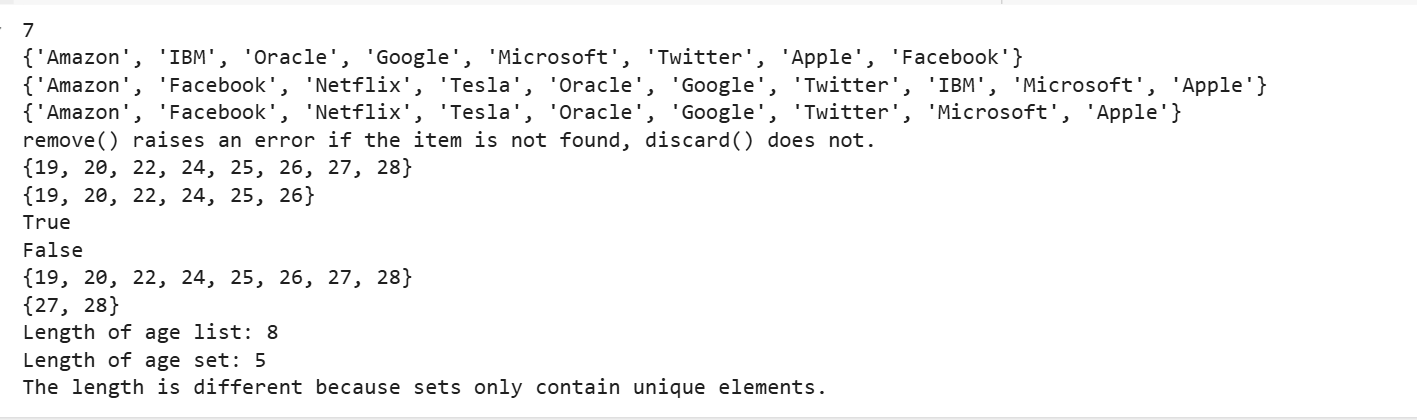 7
{'Amazon', 'IBM', 'Oracle', 'Google', 'Microsoft', 'Twitter', 'Apple', 'Facebook'}
{'Amazon', 'Facebook', 'Netflix', 'Tesla', 'Oracle', 'Google', 'Twitter', 'IBM', 'Microsoft', 'Apple'}
{'Amazon', 'Facebook', 'Netflix', 'Tesla', 'Oracle', 'Google', 'Twitter', 'Microsoft', 'Apple'}
remove() raises an error if the item is not found, discard() does not.
{19, 20, 22, 24, 25, 26, 27, 28}
{19, 20, 22, 24, 25, 26}
True
False
{19, 20, 22, 24, 25, 26, 27, 28}
{27, 28}
Length of age list: 8
Length of age set: 5
The length is different because sets only contain unique elements.